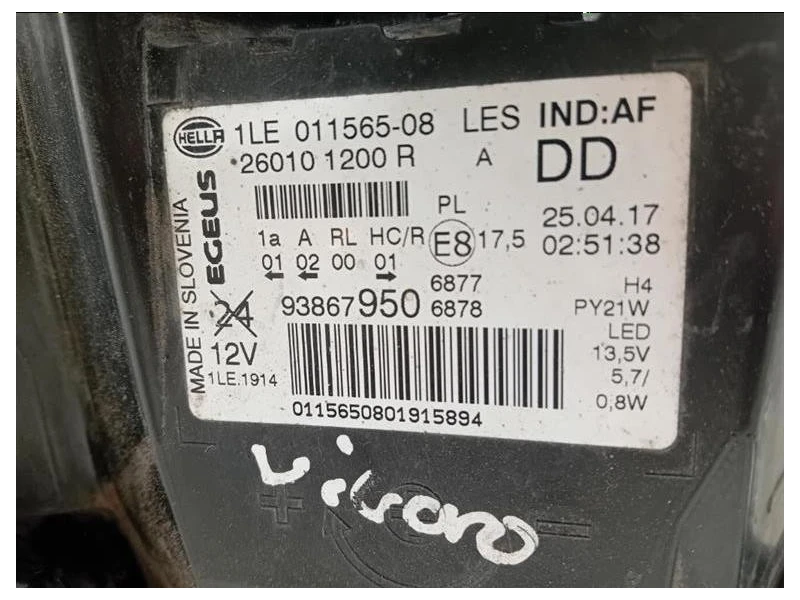 HELLA 1LE 011565-08 LES IND:AF
26010 1200 R A DD
MADE IN SLOVENIA
EGEUS
PL 25.04.17
1a A RL HC/R E8 17,5 02:51:38
01 02 00 01
6877 H4
24 93867950 6878 PY21W
12V LED
13,5V
1LE.1914 5,7/
0,8W
0115650801915894